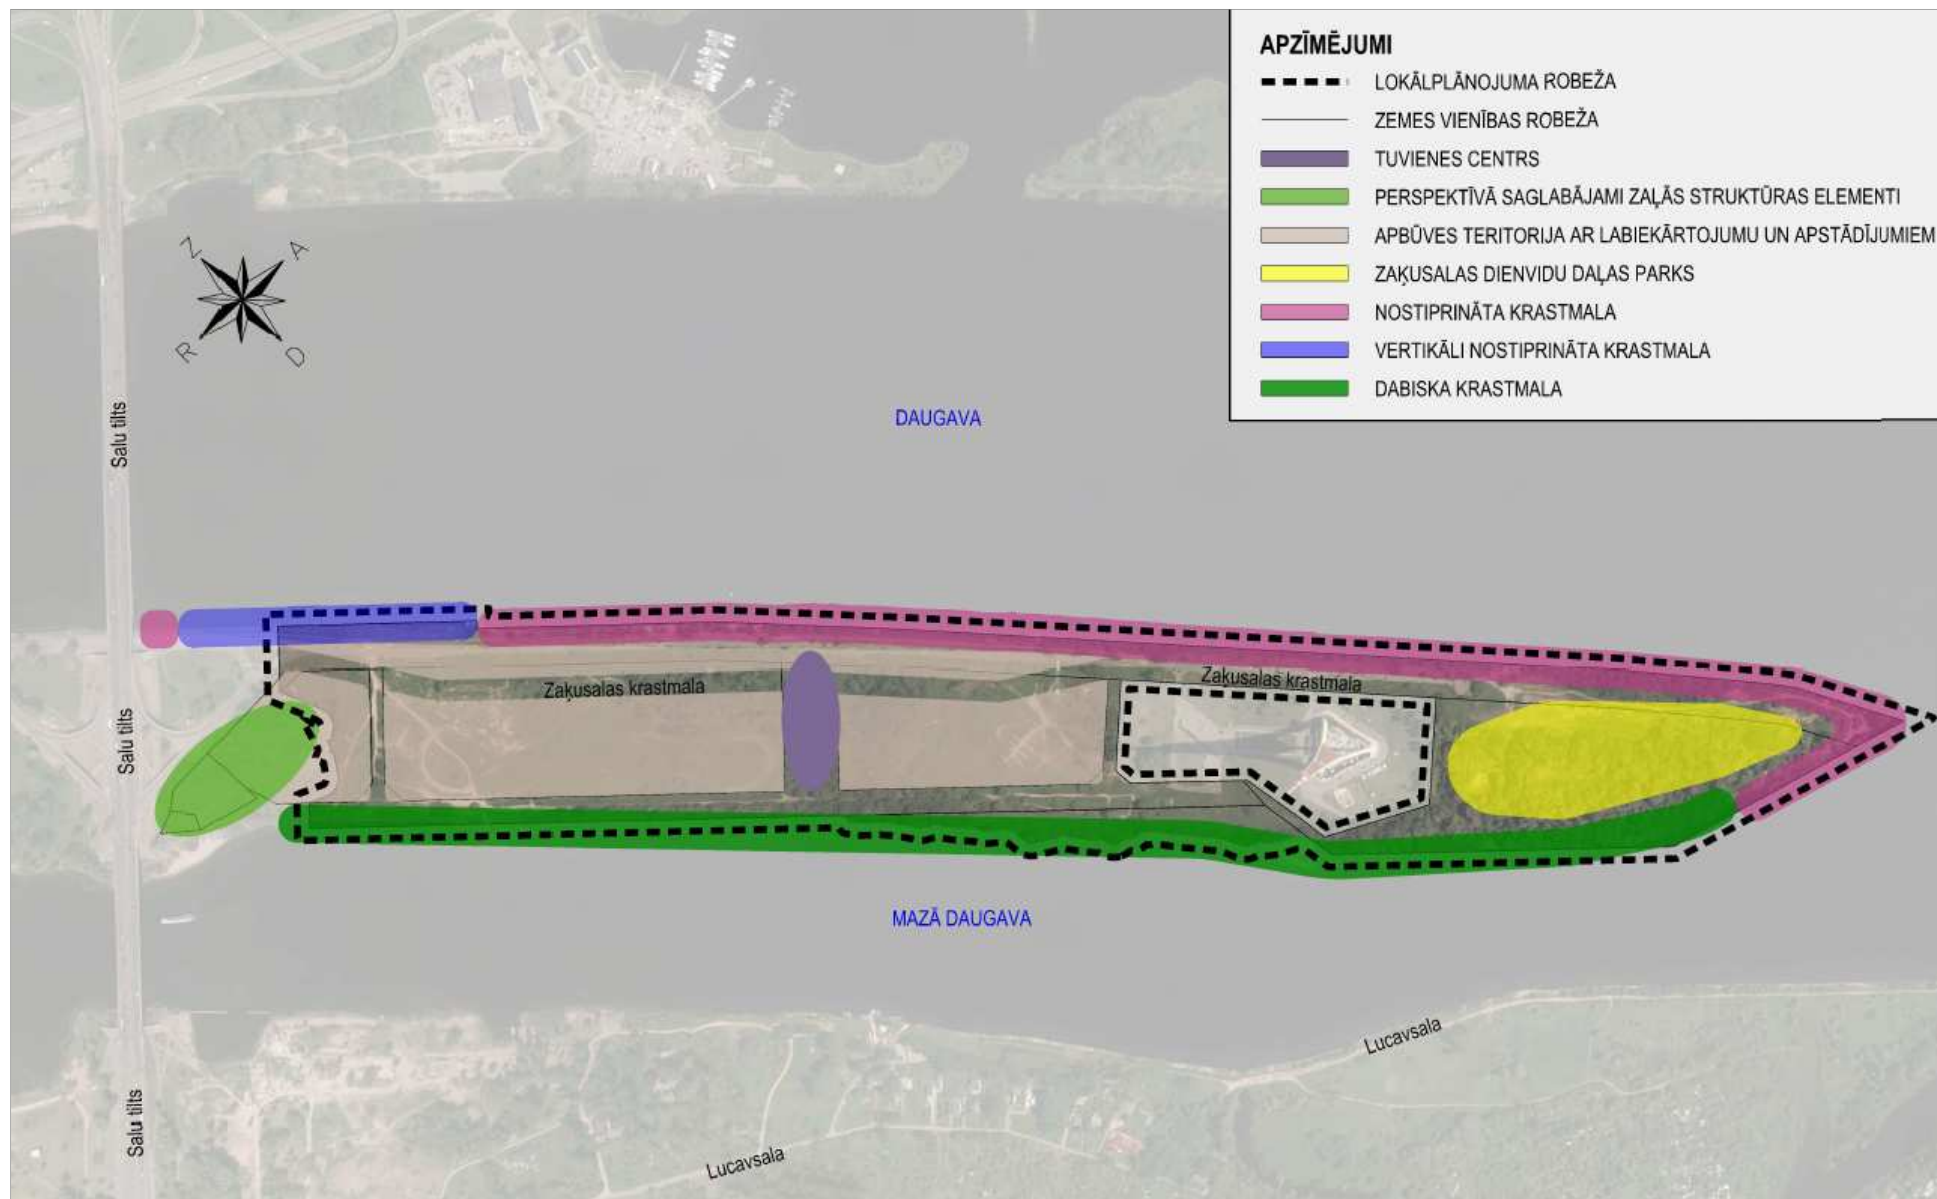 APZĪMĒJUMI
LOKĀLPLĀNOJUMA ROBEŽA
ZEMES VIENĪBAS ROBEŽA
TUVIENES CENTRS
PERSPEKTĪVĀ SAGLABĀJAMI ZAĻĀS STRUKTŪRAS ELEMENTI
APBŪVES TERITORIJA AR LABIEKĀRTOJUMU UN APSTĀDĪJUMIEM
ZAĶUSALAS DIENVIDU DAĻAS PARKS
NOSTIPRINĀTA KRASTMALA
VERTIKĀLI NOSTIPRINĀTA KRASTMALA
DABISKA KRASTMALA
Z
A
R
D
Salu tilts
DAUGAVA
Zaķusalas krastmala
Zaķusalas krastmala
Salu tilts
MAZĀ DAUGAVA
Lucavsala
Salu tilts
Lucavsala